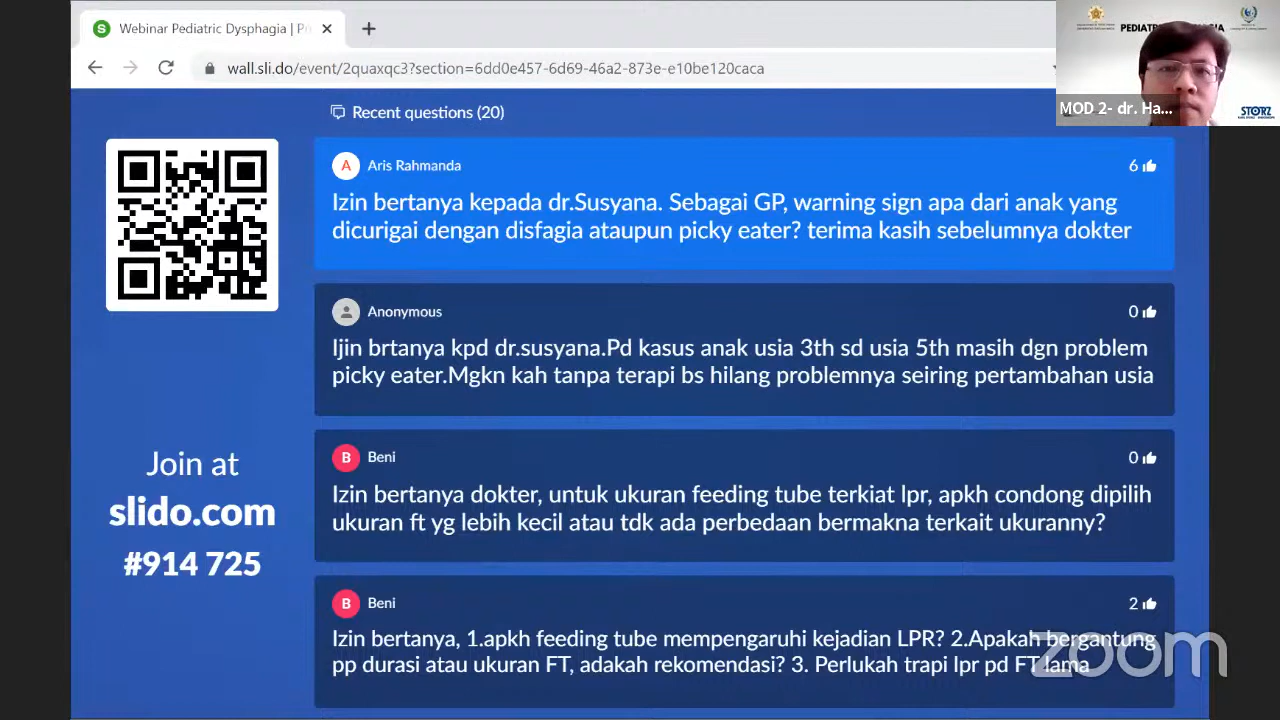 Webinar Pediatric Dysphagia | P
wall.sli.do/event/2quaxqc3?section=6dd0e457-6d69-46a2-873e-e10be120caca
MOD 2- dr. Ha...
STORZ
Recent questions (20)
A Aris Rahmanda 6
Izin bertanya kepada dr.Susyana. Sebagai GP, warning sign apa dari anak yang
dicurigai dengan disfagia ataupun picky eater? terima kasih sebelumnya dokter
Anonymous 0
Ijin brtanya kpd dr.susyana.Pd kasus anak usia 3th sd usia 5th masih dgn problem
picky eater.Mgkn kah tanpa terapi bs hilang problemnya seiring pertambahan usia
B Beni 0
Izin bertanya dokter, untuk ukuran feeding tube terkiat lpr, apkh condong dipilih
ukuran ft yg lebih kecil atau tdk ada perbedaan bermakna terkait ukuranny?
B Beni 2
Izin bertanya, 1.apkh feeding tube mempengaruhi kejadian LPR? 2.Apakah bergantung
pp durasi atau ukuran FT, adakah rekomendasi? 3. Perlukah trapi lpr pd FT lama
Join at
slido.com
#914 725
zoom